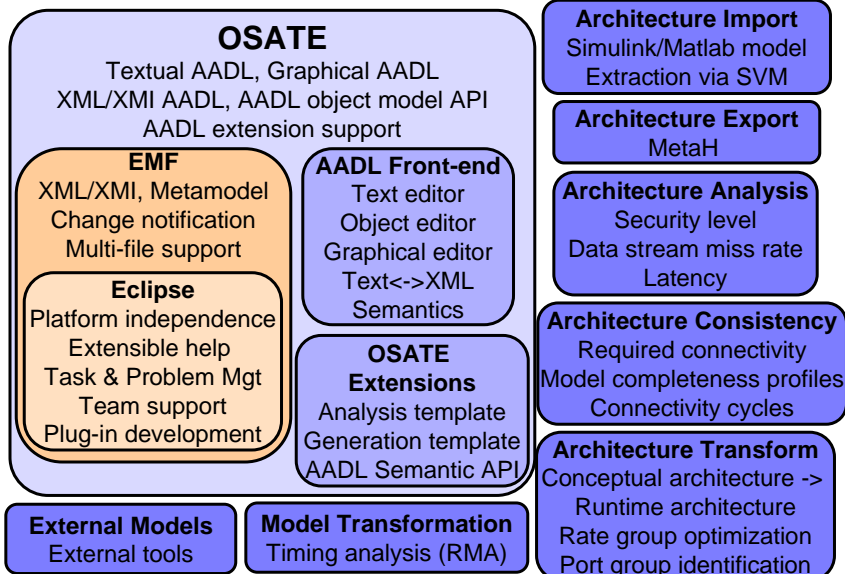 OSATE
Textual AADL, Graphical AADL
XML/XMI AADL, AADL object model API
AADL extension support
EMF
XML/XMI, Metamodel
Change notification
Multi-file support
Eclipse
Platform independence
Extensible help
Task & Problem Mgt
Team support
Plug-in development
AADL Front-end
Text editor
Object editor
Graphical editor
Text<->XML
Semantics
OSATE
Extensions
Analysis template
Generation template
AADL Semantic API
External Models
External tools
Model Transformation
Timing analysis (RMA)
Architecture Import
Simulink/Matlab model
Extraction via SVM
Architecture Export
MetaH
Architecture Analysis
Security level
Data stream miss rate
Latency
Architecture Consistency
Required connectivity
Model completeness profiles
Connectivity cycles
Architecture Transform
Conceptual architecture ->
Runtime architecture
Rate group optimization
Port group identification